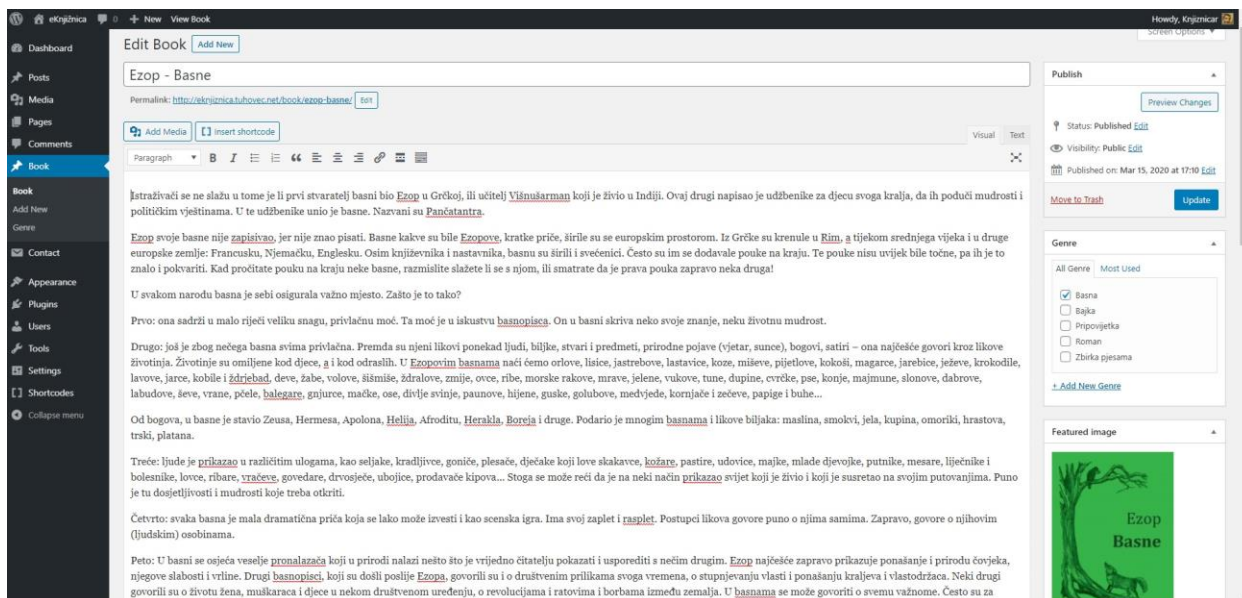 eKnjižnica 0 + New View Book
Howdy, Knjiznicar
Screen Options ▼
Dashboard
Posts
Media
Pages
Comments
Book
Book
Add New
Genre
Contact
Appearance
Plugins
Users
Tools
Settings
Shortcodes
Collapse menu
Edit Book Add New
Ezop - Basne
Permalink: http://eknjiznica.tuhovec.net/book/ezop-basne/ Edit
Add Media [ ] Insert shortcode
Visual Text
Paragraph ▼ B I
Istraživači se ne slažu u tome je li prvi stvaratelj basni bio Ezop u Grčkoj, ili učitelj Višnušarman koji je živio u Indiji. Ovaj drugi napisao je udžbenike za djecu svoga kralja, da ih poduči mudrosti i
političkim vještinama. U te udžbenike unio je basne. Nazvani su Pančatantra.
Ezop svoje basne nije zapisivao, jer nije znao pisati. Basne kakve su bile Ezopove, kratke priče, širile su se europskim prostorom. Iz Grčke su krenule u Rim, a tijekom srednjega vijeka i u druge
europske zemlje: Francusku, Njemačku, Englesku. Osim književnika i nastavnika, basnu su širili i svećenici. Često su im se dodavale pouke na kraju. Te pouke nisu uvijek bile točne, pa ih je to
znalo i pokvariti. Kad pročitate pouku na kraju neke basne, razmislite slažete li se s njom, ili smatrate da je prava pouka zapravo neka druga!
U svakom narodu basna je sebi osigurala važno mjesto. Zašto je to tako?
Prvo: ona sadrži u malo riječi veliku snagu, privlačnu moć. Ta moć je u iskustvu basnopisca. On u basni skriva neko svoje znanje, neku životnu mudrost.
Drugo: još je zbog nečega basna svima privlačna. Premda su njeni likovi ponekad ljudi, biljke, stvari i predmeti, prirodne pojave (vjetar, sunce), bogovi, satiri – ona najčešće govori kroz likove
životinja. Životinje su omiljene kod djece, a i kod odraslih. U Ezopovim basnama naći ćemo orlove, lisice, jastrebove, lastavice, koze, miševe, pijetlove, kokoši, magarce, jarebice, ježeve, krokodile,
lavove, jarce, kobile i ždrjebad, deve, žabe, volove, šišmiše, ždralove, zmije, ovce, ribe, morske rakove, mrave, jelene, vukove, tune, dupine, cvrčke, pse, konje, majmune, slonove, dabrove,
labudove, ševe, vrane, pčele, balegare, gnjurce, mačke, ose, divlje svinje, paunove, hijene, guske, golubove, medvjede, kornjače i zečeve, papige i buhe...
Od bogova, u basne je stavio Zeusa, Hermesa, Apolona, Helija, Afroditu, Herakla, Boreja i druge. Podario je mnogim basnama i likove biljaka: maslina, smokvi, jela, kupina, omoriki, hrastova,
trski, platana.
Treće: ljude je prikazao u različitim ulogama, kao seljake, kradljivce, goniče, plesače, dječake koji love skakavce, kožare, pastire, udovice, majke, mlade djevojke, putnike, mesare, liječnike i
bolesnike, lovce, ribare, vračeve, govedare, drvosječe, ubojice, prodavače kipova... Stoga se može reći da je na neki način prikazao svijet koji je živio i koji je susretao na svojim putovanjima. Puno
je tu dosjetljivosti i mudrosti koje treba otkriti.
Četvrto: svaka basna je mala dramatična priča koja se lako može izvesti i kao scenska igra. Ima svoj zaplet i rasplet. Postupci likova govore puno o njima samima. Zapravo, govore o njihovim
(ljudskim) osobinama.
Peto: U basni se osjeća veselje pronalazača koji u prirodi nalazi nešto što je vrijedno čitatelju pokazati i usporediti s nečim drugim. Ezop najčešće zapravo prikazuje ponašanje i prirodu čovjeka,
njegove slabosti i vrline. Drugi basnopisci, koji su došli poslije Ezopa, govorili su i o društvenim prilikama svoga vremena, o stupnjevanju vlasti i ponašanju kraljeva i vlastodržaca. Neki drugi
govorili su o životu žena, muškaraca i djece u nekom društvenom uređenju, o revolucijama i ratovima i borbama između zemalja. U basnama se može govoriti o svemu važnome. Često su za
Publish
Preview Changes
Status: Published Edit
Visibility: Public Edit
Published on: Mar 15, 2020 at 17:10 Edit
Move to Trash Update
Genre
All Genre Most Used
Basna
Bajka
Pripovijetka
Roman
Zbirka pjesama
+ Add New Genre
Featured image
Ezop
Basne